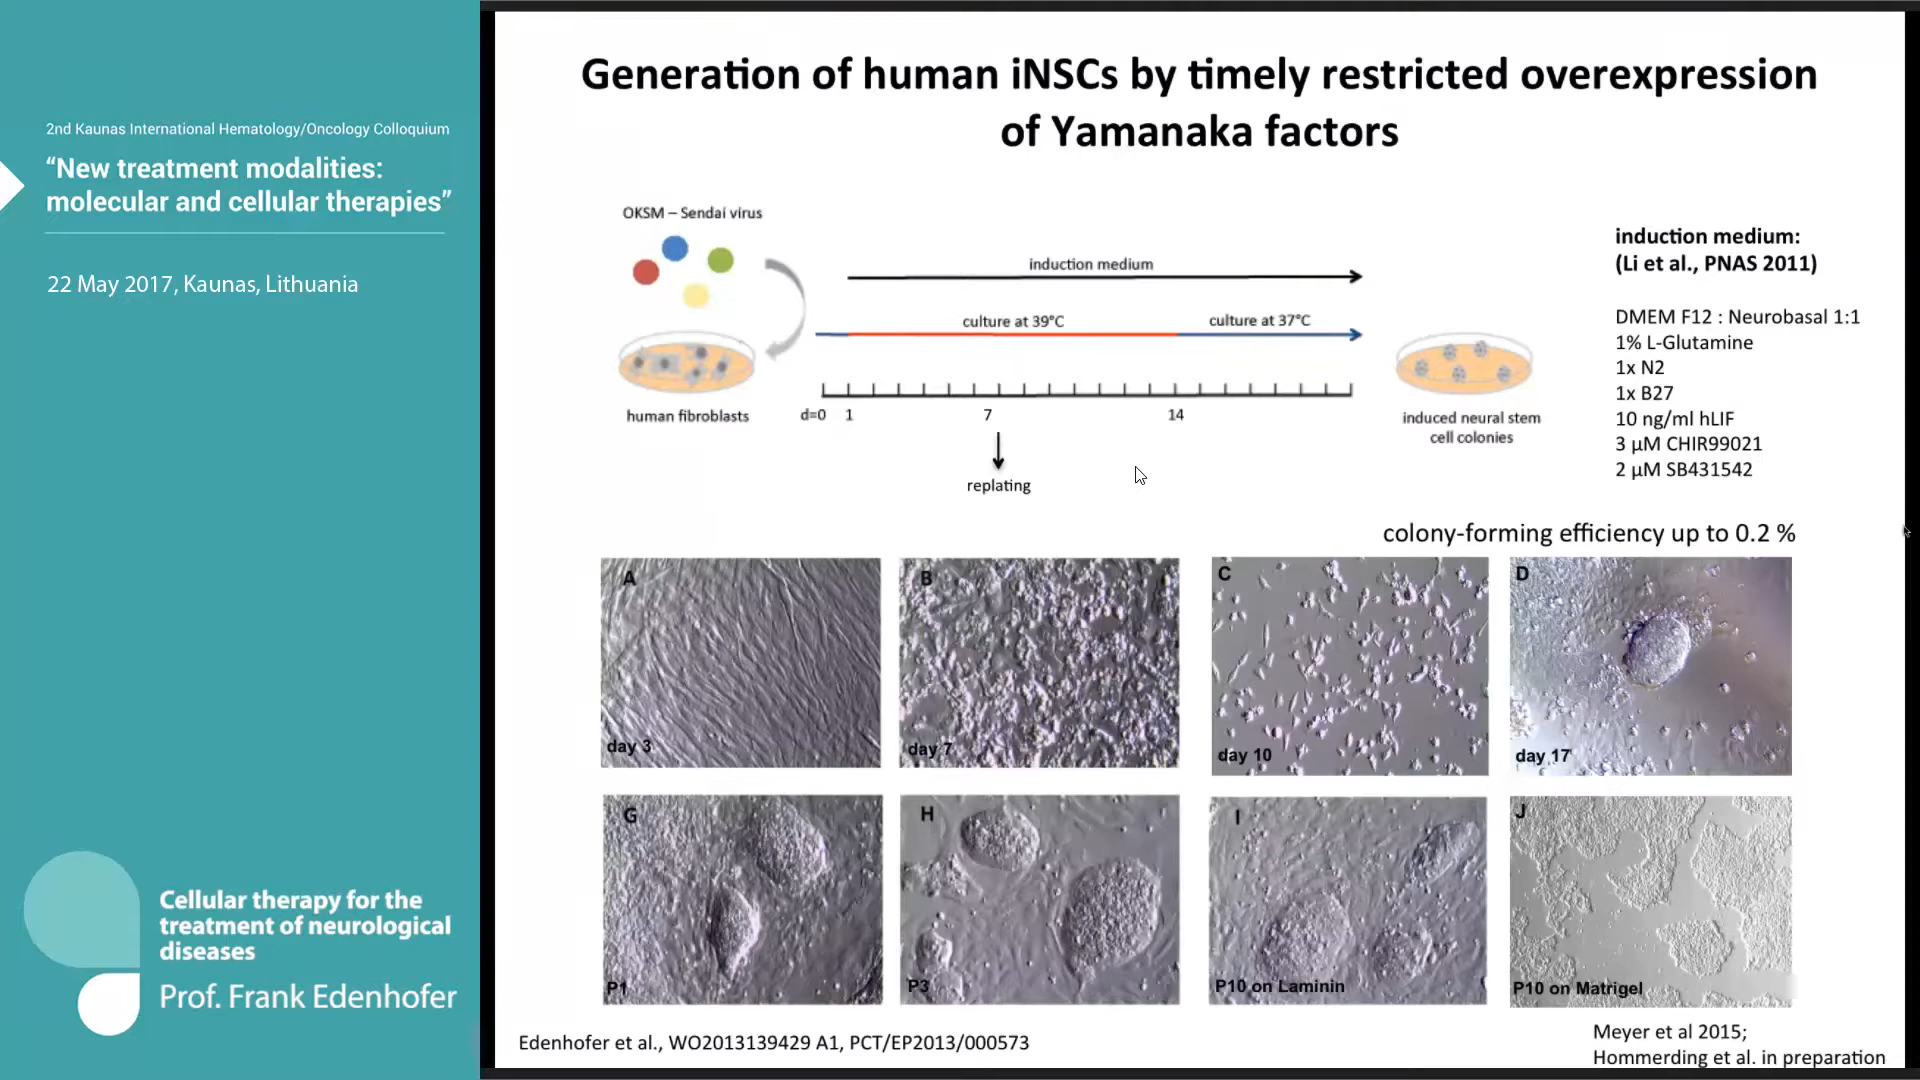 2nd Kaunas International Hematology/Oncology Colloquium
“New treatment modalities:
molecular and cellular therapies”
22 May 2017, Kaunas, Lithuania
Cellular therapy for the
treatment of neurological
diseases
Prof. Frank Edenhofer
Generation of human iNSCs by timely restricted overexpression
of Yamanaka factors
OKSM – Sendai virus
human fibroblasts
induction medium
culture at 39°C
culture at 37°C
d=0 1 7 14
replating
induced neural stem
cell colonies
induction medium:
(Li et al., PNAS 2011)
DMEM F12 : Neurobasal 1:1
1% L-Glutamine
1x N2
1x B27
10 ng/ml hLIF
3 µM CHIR99021
2 µM SB431542
colony-forming efficiency up to 0.2 %
A
day 3
B
day 7
C
day 10
D
day 17
G
P1
H
P3
I
P10 on Laminin
J
P10 on Matrigel
Edenhofer et al., WO2013139429 A1, PCT/EP2013/000573
Meyer et al 2015;
Hommerding et al. in preparation